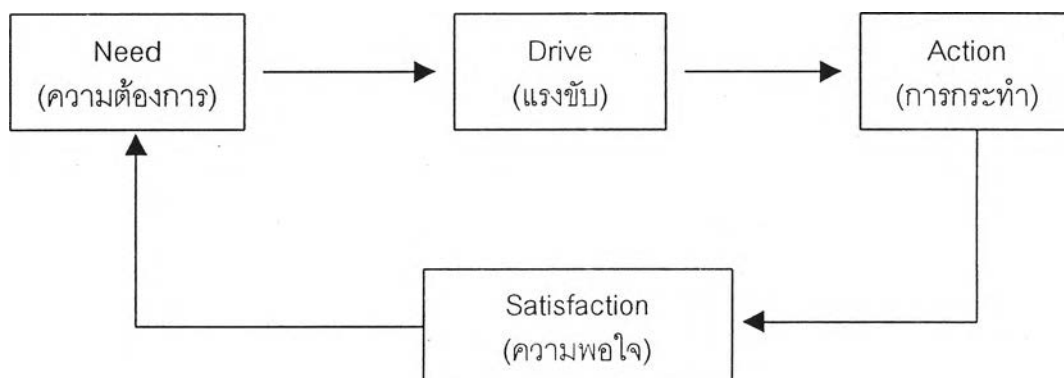 Need
(ความต้องการ)
Drive
(แรงขับ)
Action
(การกระทำ)
Satisfaction
(ความพอใจ)